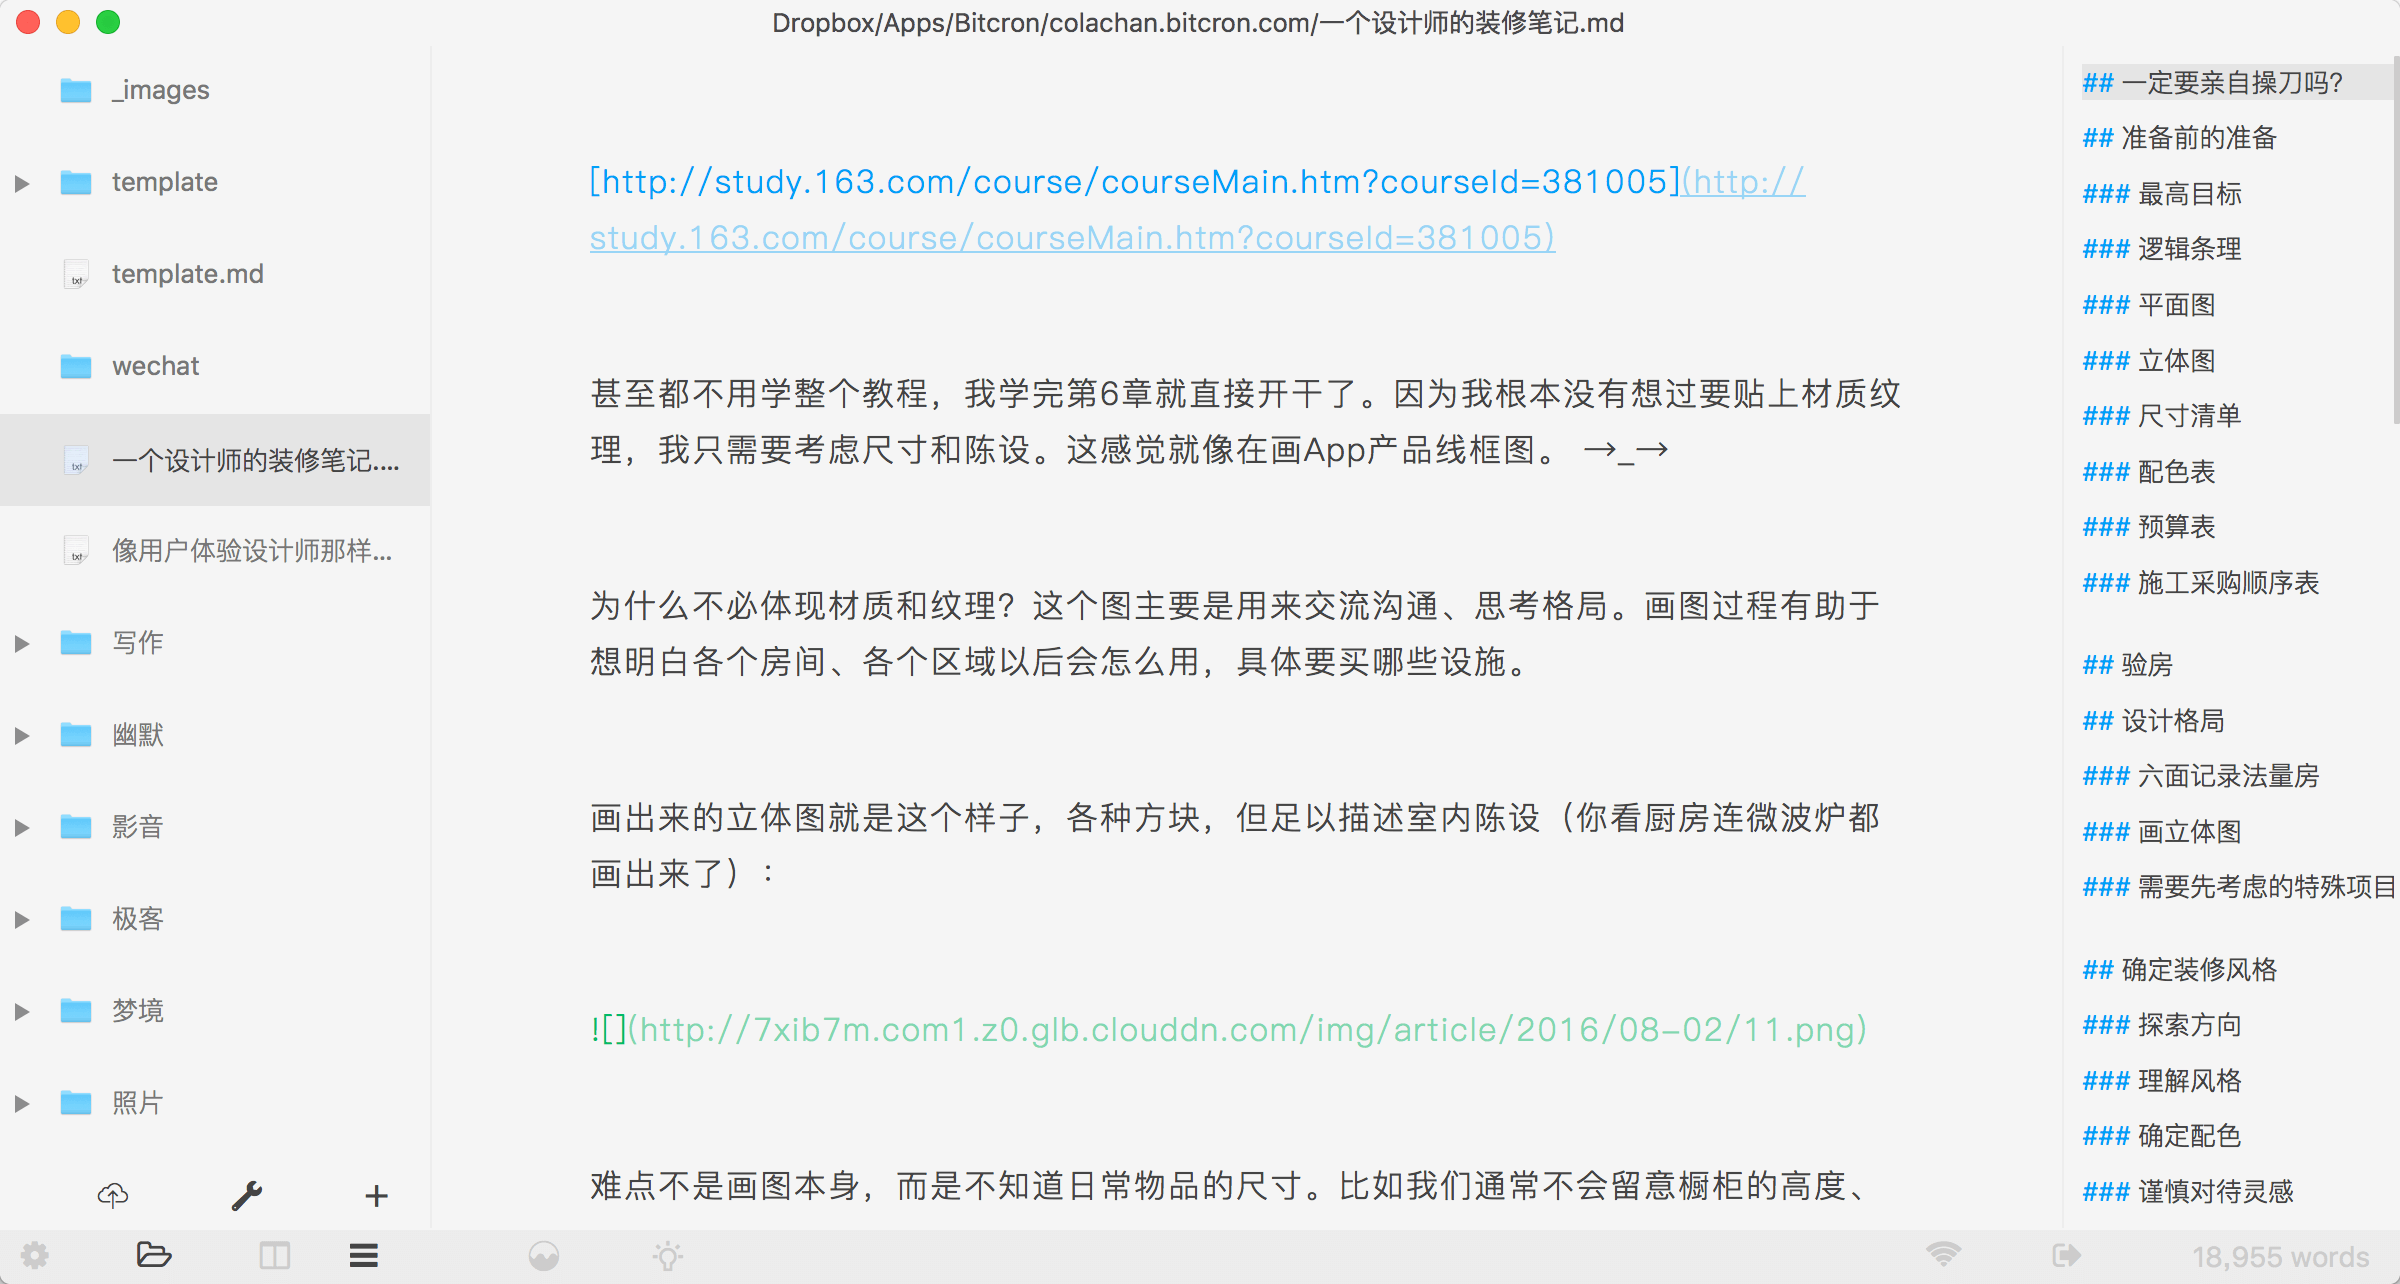 Dropbox/Apps/Bitcron/colachan.bitcron.com/一个设计师的装修笔记.md
_images
template
template.md
wechat
一个设计师的装修笔记....
像用户体验设计师那样...
写作
幽默
影音
极客
梦境
照片
[http://study.163.com/course/courseMain.htm?courseId=381005](http://
study.163.com/course/courseMain.htm?courseId=381005)
甚至都不用学整个教程，我学完第6章就直接开干了。因为我根本没有想过要贴上材质纹
理，我只需要考虑尺寸和陈设。这感觉就像在画App产品线框图。 →_→
为什么不必体现材质和纹理？这个图主要是用来交流沟通、思考格局。画图过程有助于
想明白各个房间、各个区域以后会怎么用，具体要买哪些设施。
画出来的立体图就是这个样子，各种方块，但足以描述室内陈设（你看厨房连微波炉都
画出来了）：
![](http://7xib7m.com1.z0.glb.clouddn.com/img/article/2016/08-02/11.png)
难点不是画图本身，而是不知道日常物品的尺寸。比如我们通常不会留意橱柜的高度、
## 一定要亲自操刀吗？
## 准备前的准备
### 最高目标
### 逻辑条理
### 平面图
### 立体图
### 尺寸清单
### 配色表
### 预算表
### 施工采购顺序表
## 验房
## 设计格局
### 六面记录法量房
### 画立体图
### 需要先考虑的特殊项目
## 确定装修风格
### 探索方向
### 理解风格
### 确定配色
### 谨慎对待灵感
18,955 words